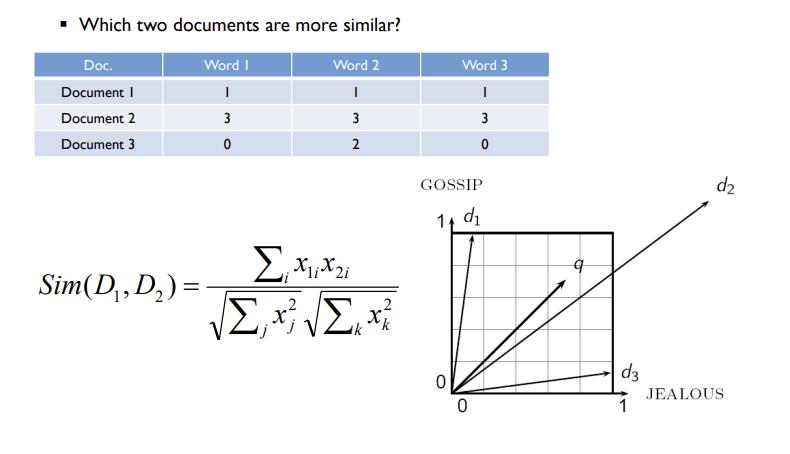 ▪ Which two documents are more similar?
Doc. Word 1 Word 2 Word 3
Document 1 1 1 1
Document 2 3 3 3
Document 3 0 2 0
GOSSIP
d₂
1 d₁
q
Sim(D₁, D₂) = ∑ᵢ x₁ᵢx₂ᵢ / √∑ⱼ xⱼ² √∑ₖ xₖ²
0 d₃
JEALOUS
0 1